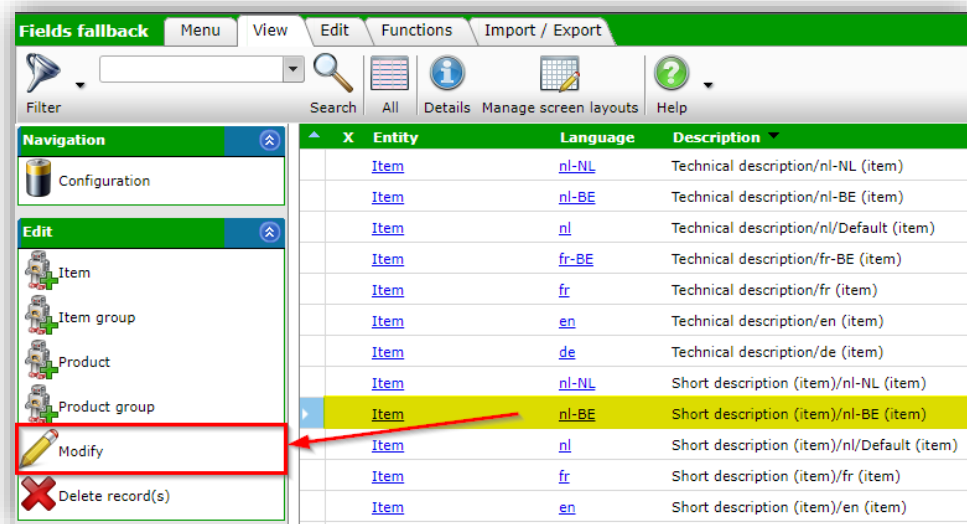 Fields fallback Menu View Edit Functions Import / Export
Filter Search All Details Manage screen layouts Help
Navigation
Configuration
Edit
Item
Item group
Product
Product group
Modify
Delete record(s)
X Entity Language Description
Item nl-NL Technical description/nl-NL (item)
Item nl-BE Technical description/nl-BE (item)
Item nl Technical description/nl/Default (item)
Item fr-BE Technical description/fr-BE (item)
Item fr Technical description/fr (item)
Item en Technical description/en (item)
Item de Technical description/de (item)
Item nl-NL Short description (item)/nl-NL (item)
Item nl-BE Short description (item)/nl-BE (item)
Item nl Short description (item)/nl/Default (item)
Item fr Short description (item)/fr (item)
Item en Short description (item)/en (item)